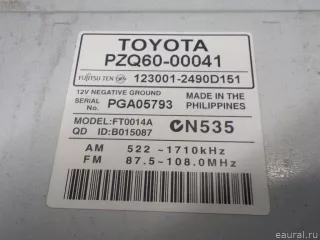 TOYOTA
PZQ60-00041
FUJITSU TEN 123001-2490D151
12V NEGATIVE GROUND
SERIAL No. PGA05793
MADE IN THE PHILIPPINES
MODEL:FT0014A
QD ID:B015087
N535
AM 522 ~1710kHz
FM 87.5~108.0MHz
© eaural.ru